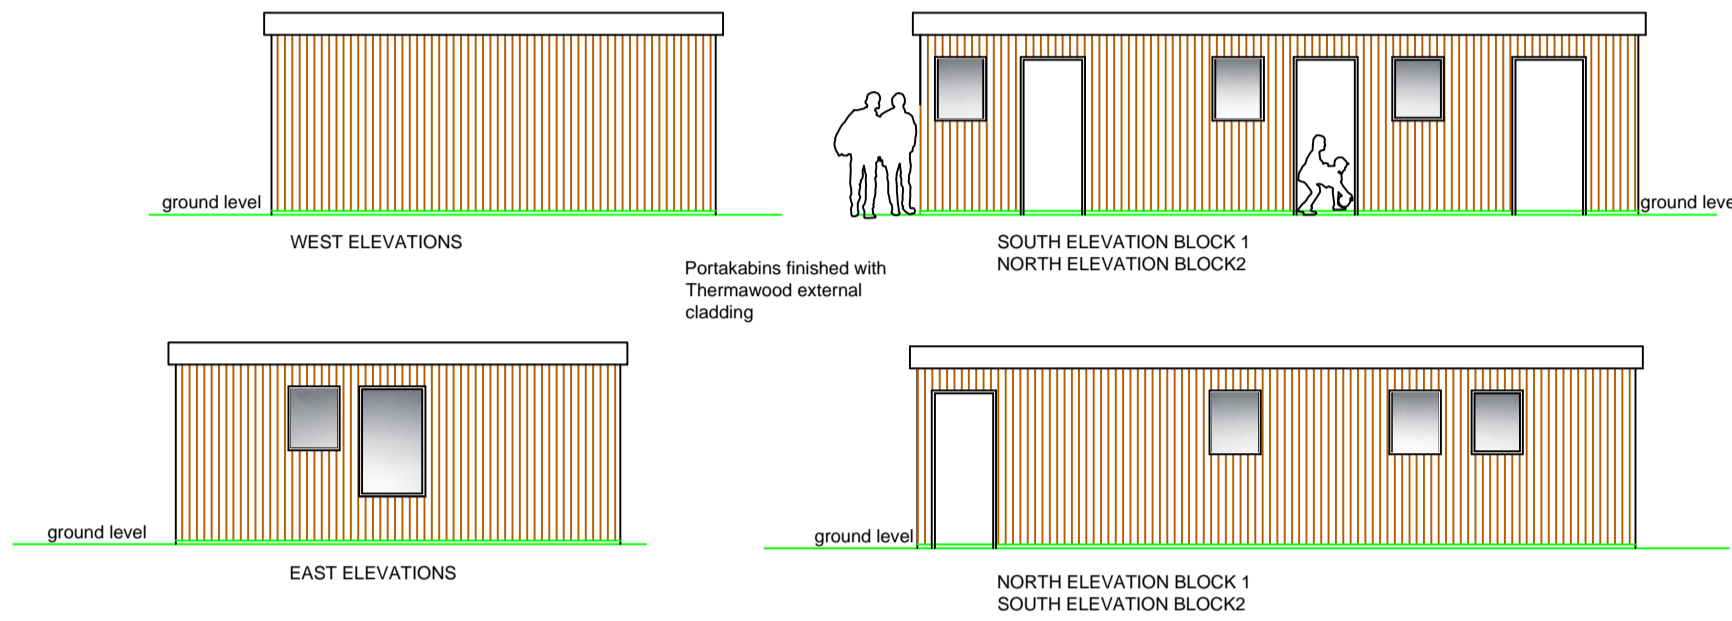 ground level
WEST ELEVATIONS
ground leve
SOUTH ELEVATION BLOCK 1
NORTH ELEVATION BLOCK2
Portakabins finished with
Thermawood external
cladding
ground level
EAST ELEVATIONS
ground level
NORTH ELEVATION BLOCK 1
SOUTH ELEVATION BLOCK2